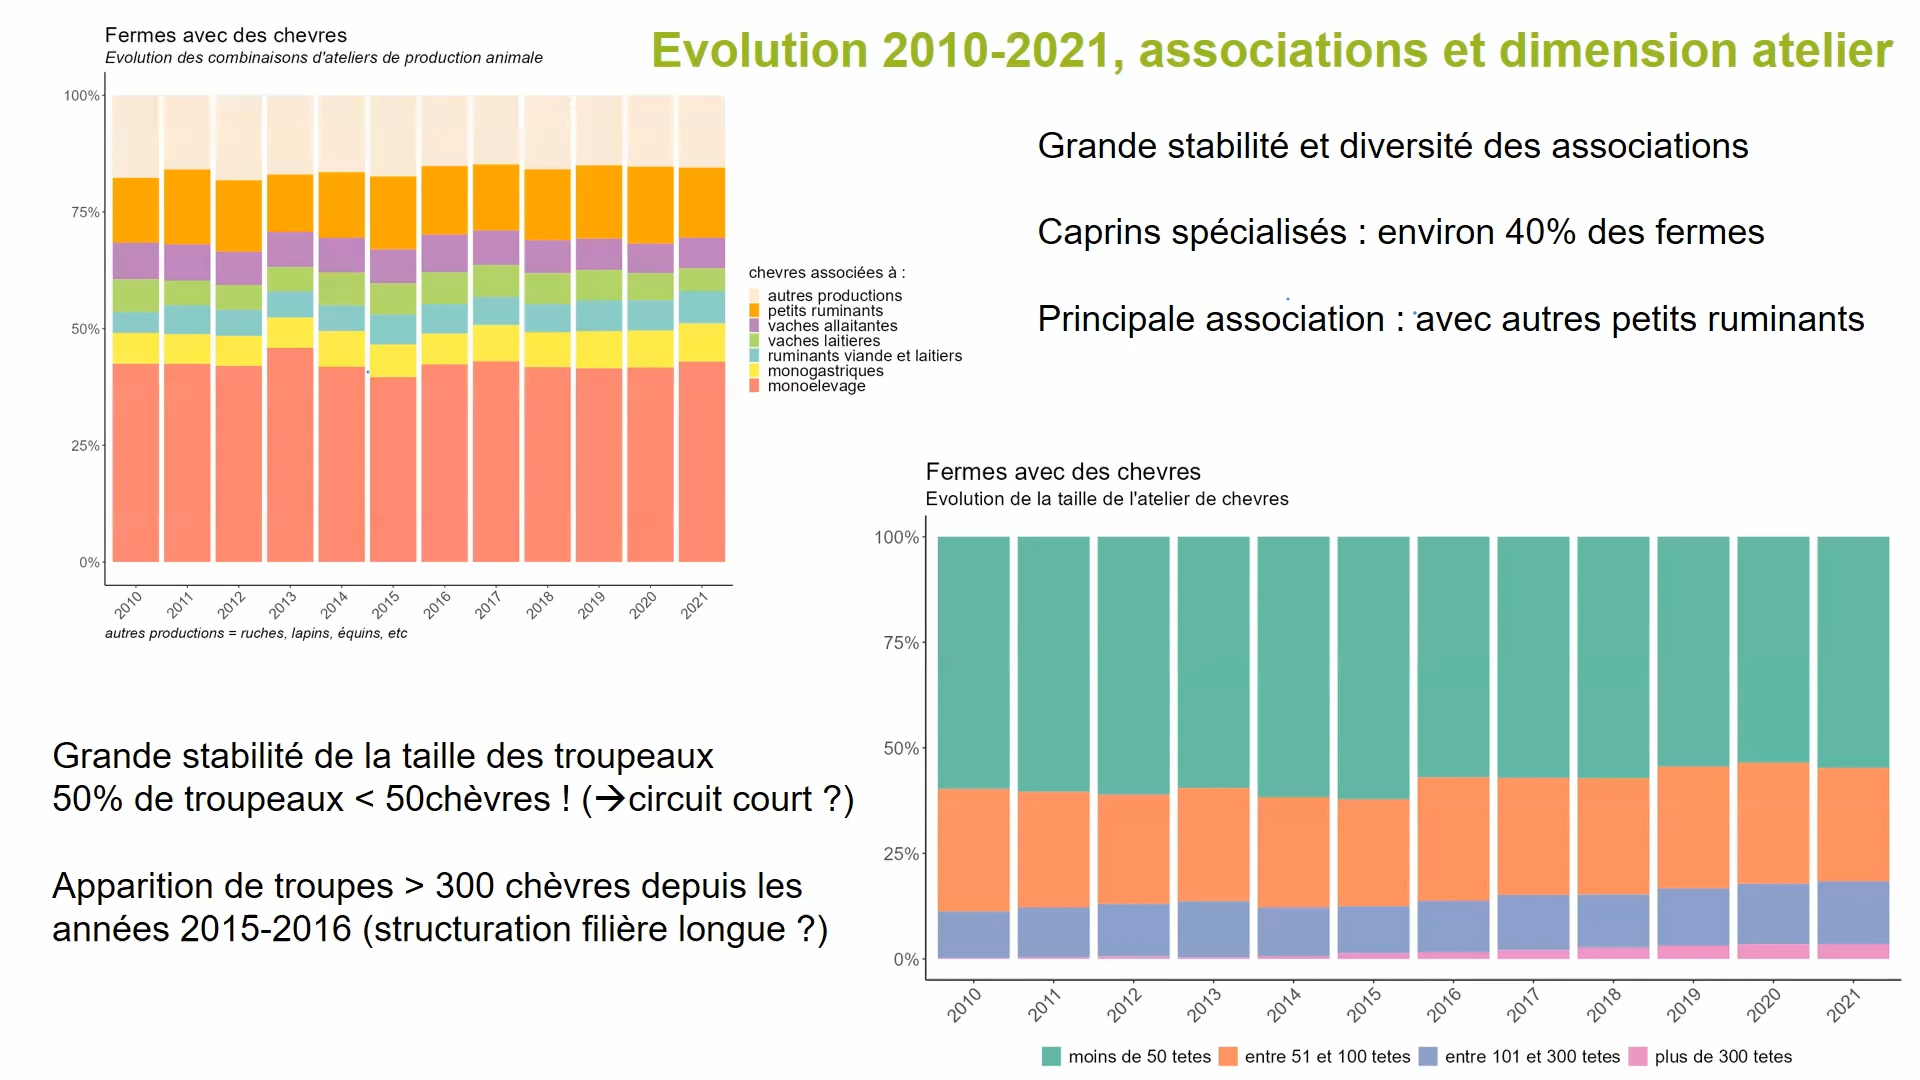 Evolution 2010-2021, associations et dimension atelier
Fermes avec des chevres
Evolution des combinaisons d'ateliers de production animale
100%
75%
50%
25%
0%
2010
2011
2012
2013
2014
2015
2016
2017
2018
2019
2020
2021
autres productions = ruches, lapins, équins, etc
chevres associées à :
autres productions
petits ruminants
vaches allaitantes
vaches laitieres
ruminants viande et laitiers
monogastriques
monoelevage
Grande stabilité et diversité des associations
Caprins spécialisés : environ 40% des fermes
Principale association : avec autres petits ruminants
Grande stabilité de la taille des troupeaux
50% de troupeaux < 50chèvres ! (→circuit court ?)
Apparition de troupes > 300 chèvres depuis les
années 2015-2016 (structuration filière longue ?)
Fermes avec des chevres
Evolution de la taille de l'atelier de chevres
100%
75%
50%
25%
0%
2010
2011
2012
2013
2014
2015
2016
2017
2018
2019
2020
2021
moins de 50 tetes
entre 51 et 100 tetes
entre 101 et 300 tetes
plus de 300 tetes